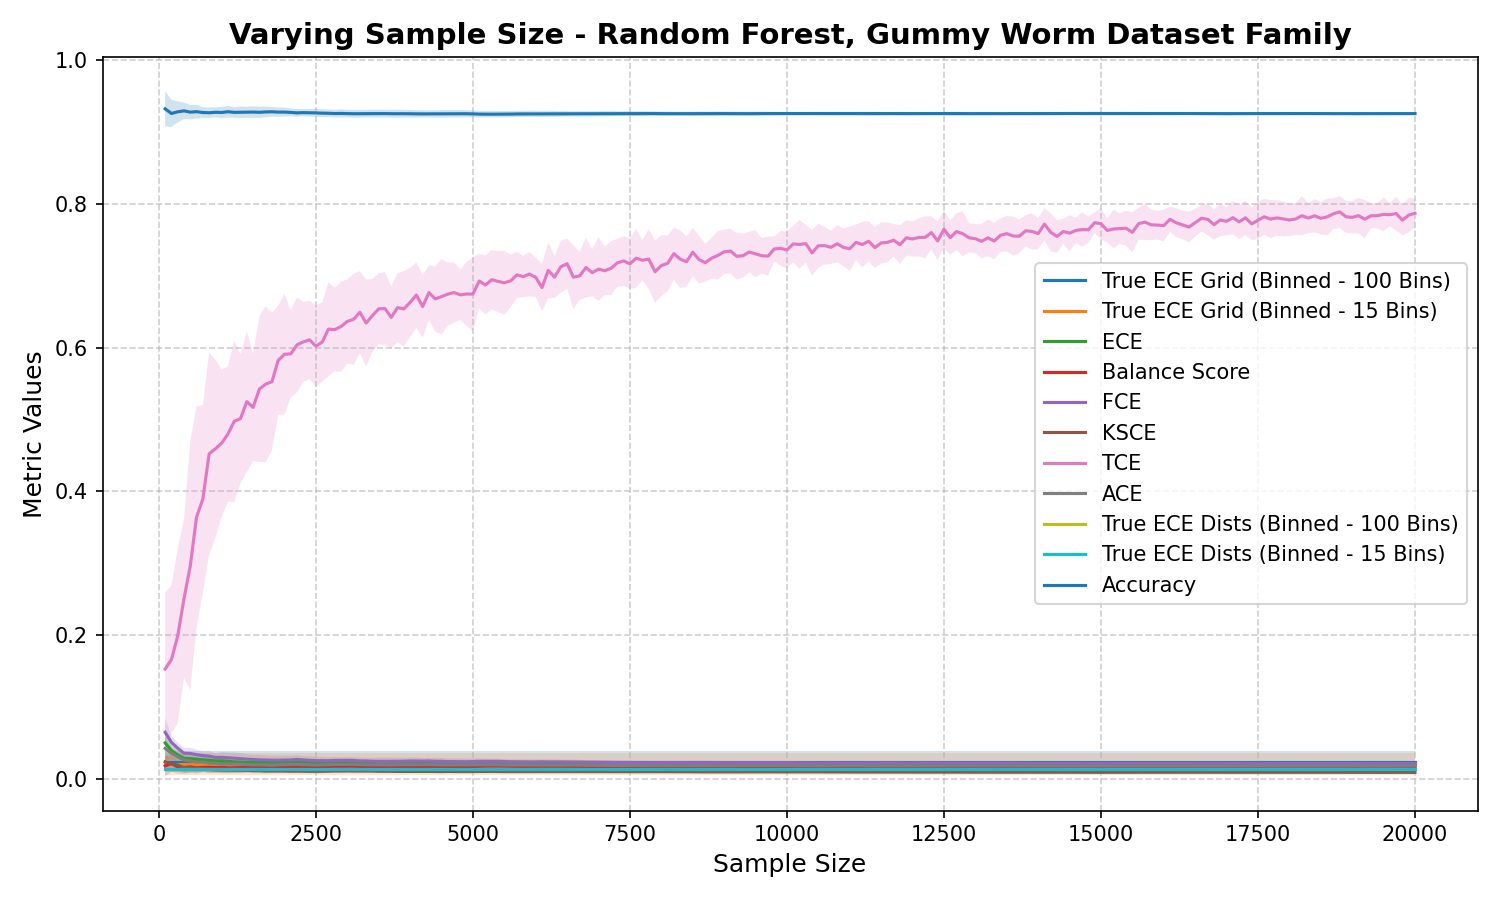 Varying Sample Size - Random Forest, Gummy Worm Dataset Family
Metric Values
1.0
0.8
0.6
0.4
0.2
0.0
True ECE Grid (Binned - 100 Bins)
True ECE Grid (Binned - 15 Bins)
ECE
Balance Score
FCE
KSCE
TCE
ACE
True ECE Dists (Binned - 100 Bins)
True ECE Dists (Binned - 15 Bins)
Accuracy
0 2500 5000 7500 10000 12500 15000 17500 20000
Sample Size